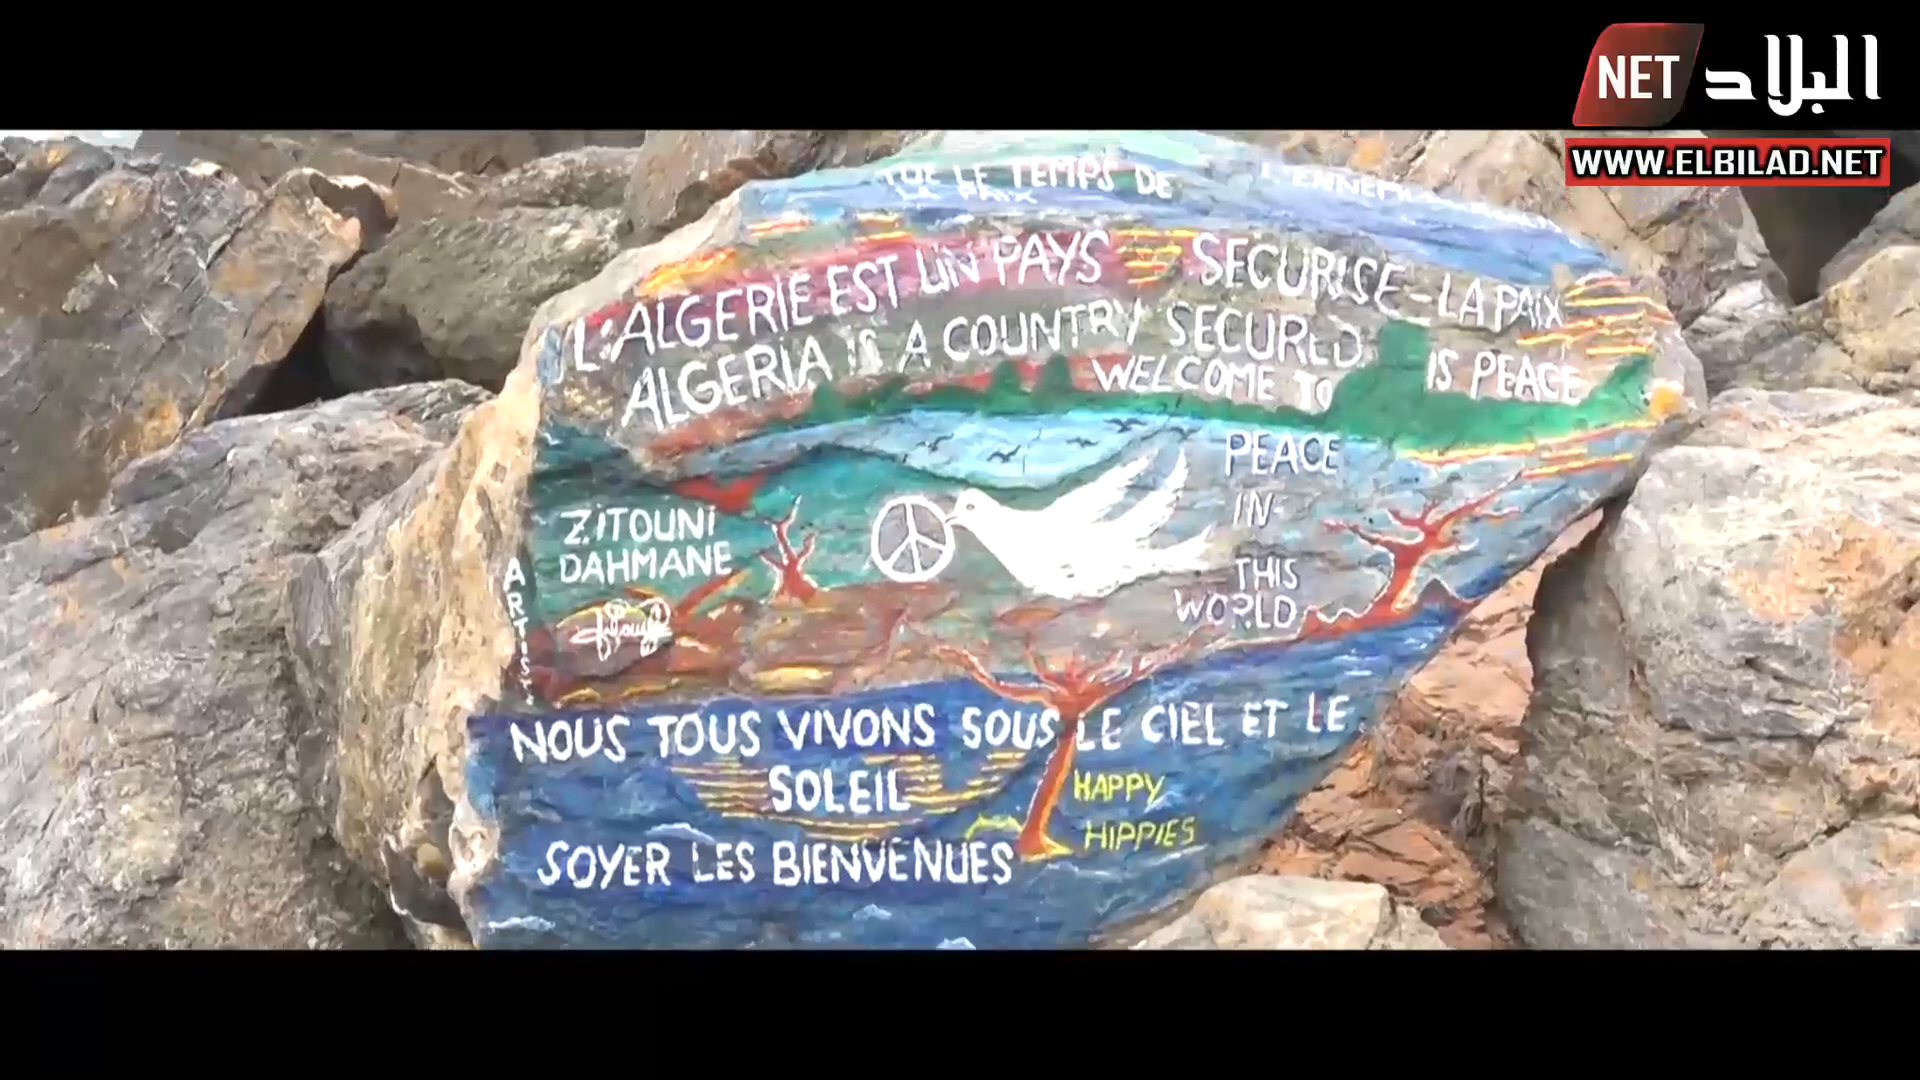 NET البلاد
WWW.ELBILAD.NET
LE TEMPS DE
LA PAIX
L'ALGERIE EST UN PAYS SECURISE-LA PAIX
ALGERIA IS A COUNTRY SECURED IS PEACE
WELCOME TO
PEACE
IN-
THIS
WORLD
ZITOUNI
DAHMANE
NOUS TOUS VIVONS SOUS LE CIEL ET LE
SOLEIL
HAPPY
HIPPIES
SOYER LES BIENVENUES